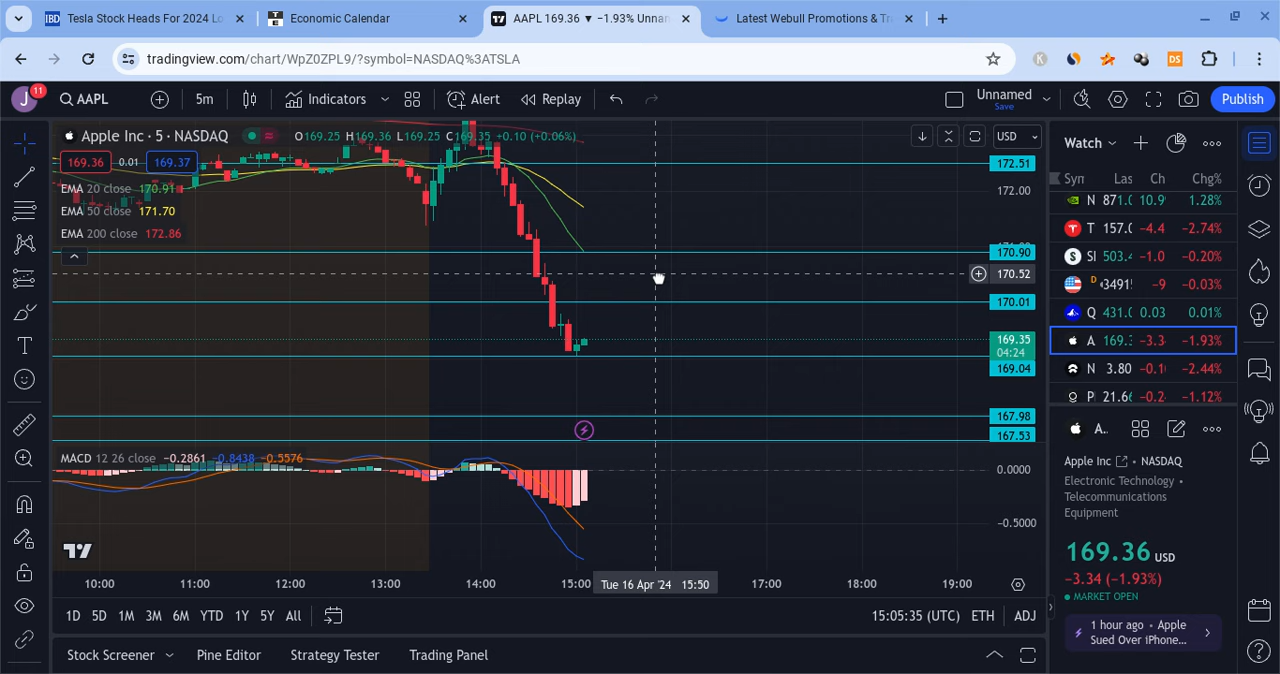 Tesla Stock Heads For 2024 Lo
Economic Calendar
AAPL 169.36 ▼ −1.93% Unnan
Latest Webull Promotions & Tr
tradingview.com/chart/WpZ0ZPL9/?symbol=NASDAQ%3ATSLA
J 11 AAPL 5m Indicators Alert Replay Unnamed Save Publish
Apple Inc · 5 · NASDAQ O169.25 H169.36 L169.25 C169.35 +0.10 (+0.06%) USD
169.36 0.01 169.37
EMA 20 close 170.91
EMA 50 close 171.70
EMA 200 close 172.86
172.51
172.00
170.90
170.52
170.01
169.35
04:24
169.04
167.98
167.53
MACD 12 26 close −0.2861 −0.8438 −0.5576
0.0000
−0.5000
10:00 11:00 12:00 13:00 14:00 15:00 Tue 16 Apr '24 15:50 17:00 18:00 19:00
1D 5D 1M 3M 6M YTD 1Y 5Y All 15:05:35 (UTC) ETH ADJ
Stock Screener Pine Editor Strategy Tester Trading Panel
Watch
Syn Las Ch Chg%
N 871.0 10.9 1.28%
T 157.0 −4.4 −2.74%
SI 503.4 −1.0 −0.20%
D 3491 −9 −0.03%
Q 431.0 0.03 0.01%
A 169.3 −3.3 −1.93%
N 3.80 −0.1 −2.44%
P 21.66 −0.2 −1.12%
A..
Apple Inc · NASDAQ
Electronic Technology •
Telecommunications
Equipment
169.36 USD
−3.34 (−1.93%)
MARKET OPEN
1 hour ago • Apple
Sued Over iPhone…